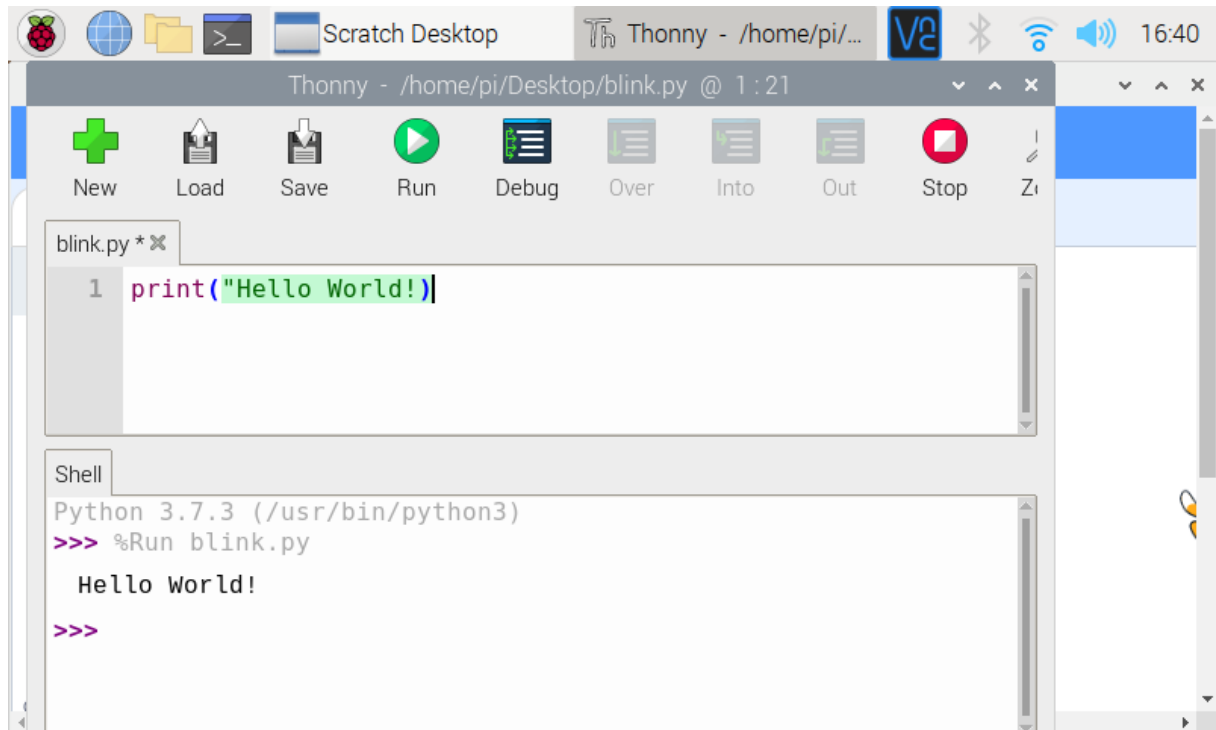 Scratch Desktop
Thonny - /home/pi/...
16:40
Thonny - /home/pi/Desktop/blink.py @ 1 : 21
New
Load
Save
Run
Debug
Over
Into
Out
Stop
blink.py *
1 print("Hello World!)
Shell
Python 3.7.3 (/usr/bin/python3)
>>> %Run blink.py
Hello World!
>>>